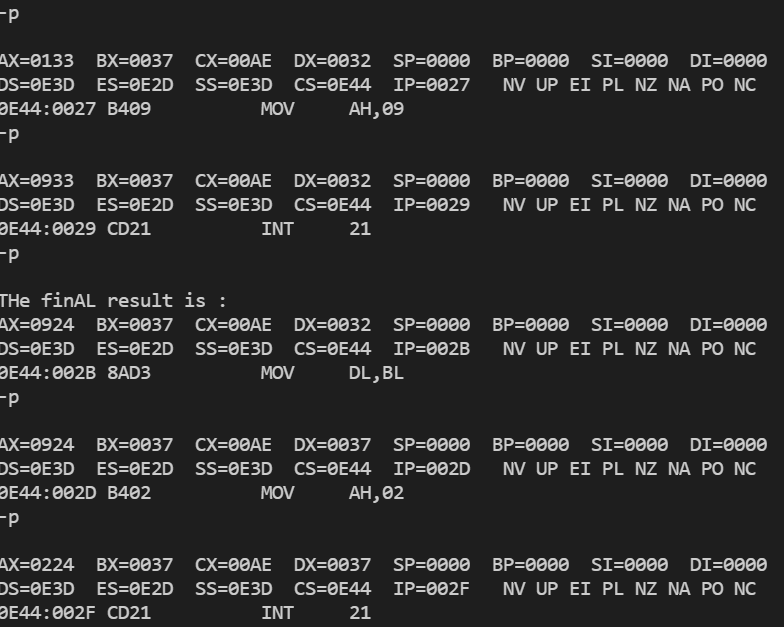 -p
AX=0133 BX=0037 CX=00AE DX=0032 SP=0000 BP=0000 SI=0000 DI=0000
DS=0E3D ES=0E2D SS=0E3D CS=0E44 IP=0027 NV UP EI PL NZ NA PO NC
0E44:0027 B409 MOV AH,09
-p
AX=0933 BX=0037 CX=00AE DX=0032 SP=0000 BP=0000 SI=0000 DI=0000
DS=0E3D ES=0E2D SS=0E3D CS=0E44 IP=0029 NV UP EI PL NZ NA PO NC
0E44:0029 CD21 INT 21
-p
THe finAL result is :
AX=0924 BX=0037 CX=00AE DX=0032 SP=0000 BP=0000 SI=0000 DI=0000
DS=0E3D ES=0E2D SS=0E3D CS=0E44 IP=002B NV UP EI PL NZ NA PO NC
0E44:002B 8AD3 MOV DL,BL
-p
AX=0924 BX=0037 CX=00AE DX=0037 SP=0000 BP=0000 SI=0000 DI=0000
DS=0E3D ES=0E2D SS=0E3D CS=0E44 IP=002D NV UP EI PL NZ NA PO NC
0E44:002D B402 MOV AH,02
-p
AX=0224 BX=0037 CX=00AE DX=0037 SP=0000 BP=0000 SI=0000 DI=0000
DS=0E3D ES=0E2D SS=0E3D CS=0E44 IP=002F NV UP EI PL NZ NA PO NC
0E44:002F CD21 INT 21